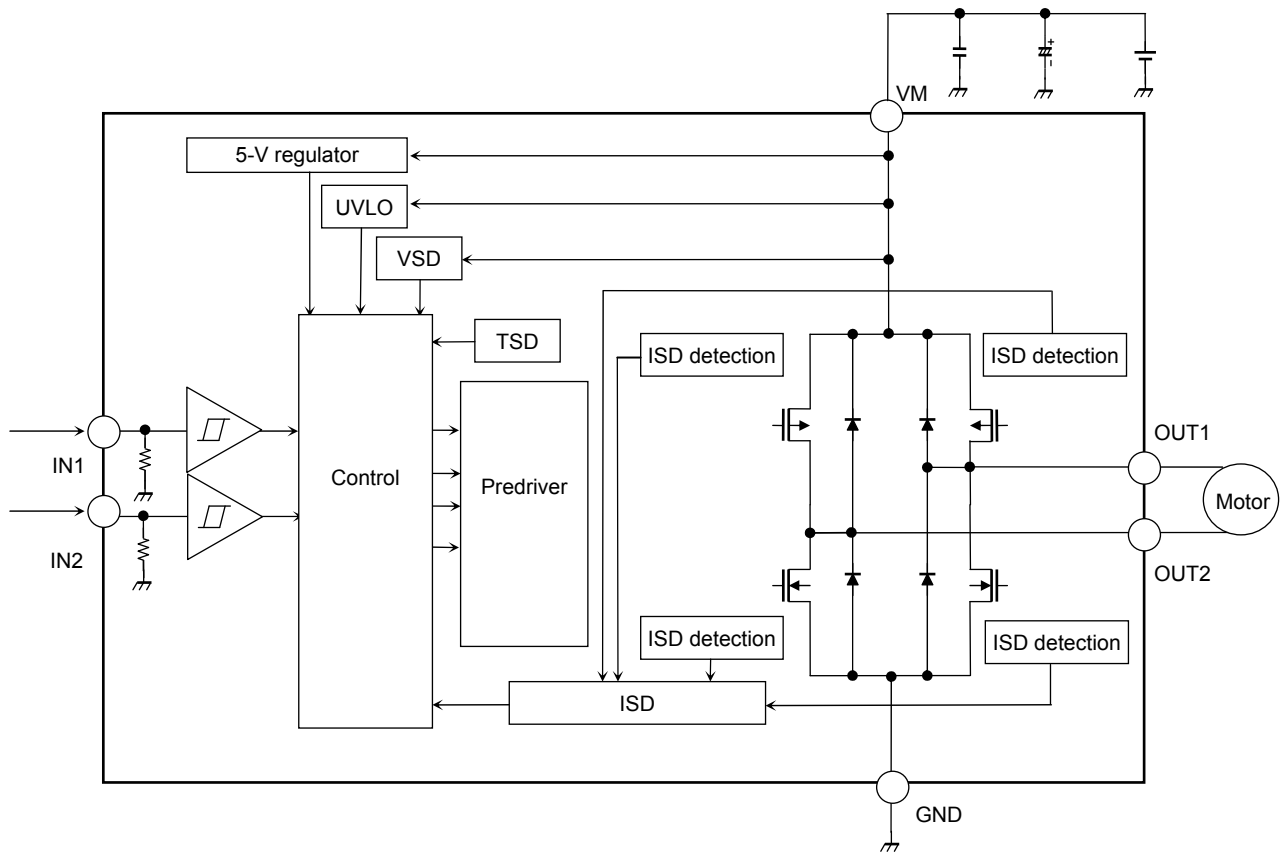 VM
5-V regulator
UVLO
VSD
TSD
ISD detection
ISD detection
OUT1
IN1
Control
Predriver
Motor
IN2
OUT2
ISD detection
ISD detection
ISD
GND